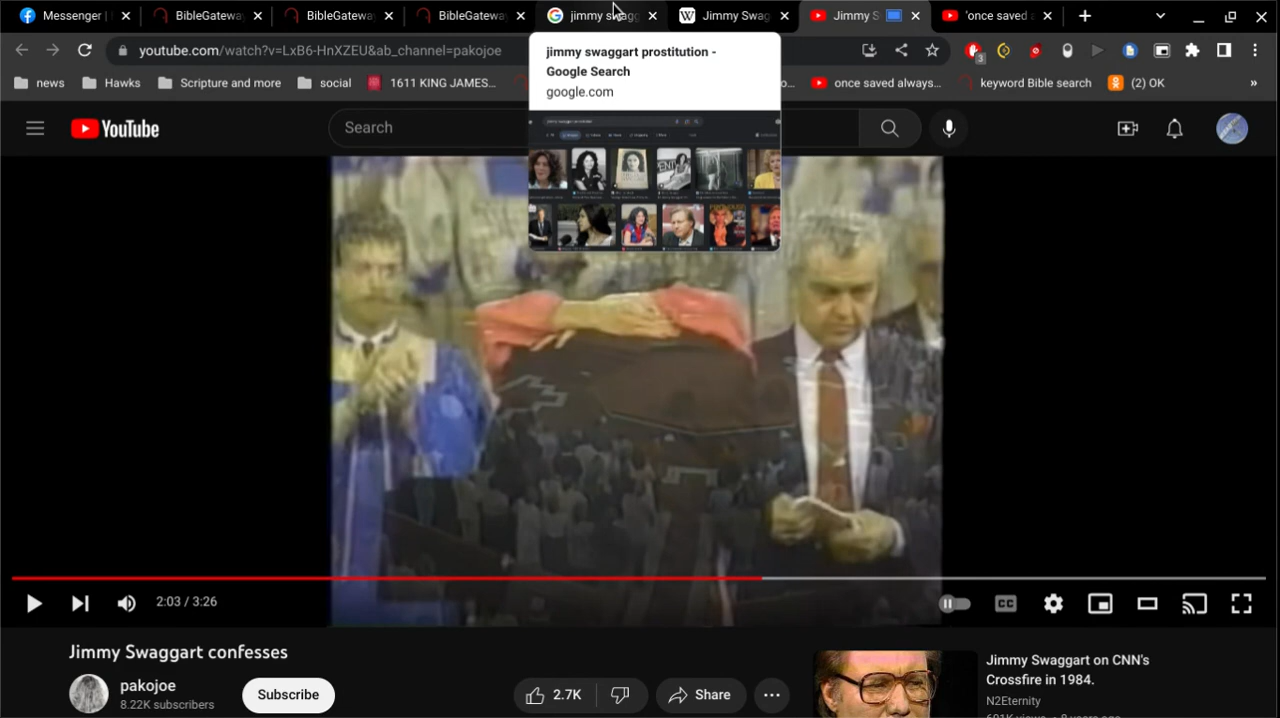 Messenger
BibleGateway
BibleGateway
BibleGateway
jimmy swagg
Jimmy Swag
Jimmy S
'once saved a
youtube.com/watch?v=LxB6-HnXZEU&ab_channel=pakojoe
3
news
Hawks
Scripture and more
social
1611 KING JAMES...
once saved always...
keyword Bible search
(2) OK
»
jimmy swaggart prostitution -
Google Search
google.com
YouTube
Search
2:03 / 3:26
CC
Jimmy Swaggart confesses
pakojoe
8.22K subscribers
Subscribe
2.7K
Share
Jimmy Swaggart on CNN's
Crossfire in 1984.
N2Eternity